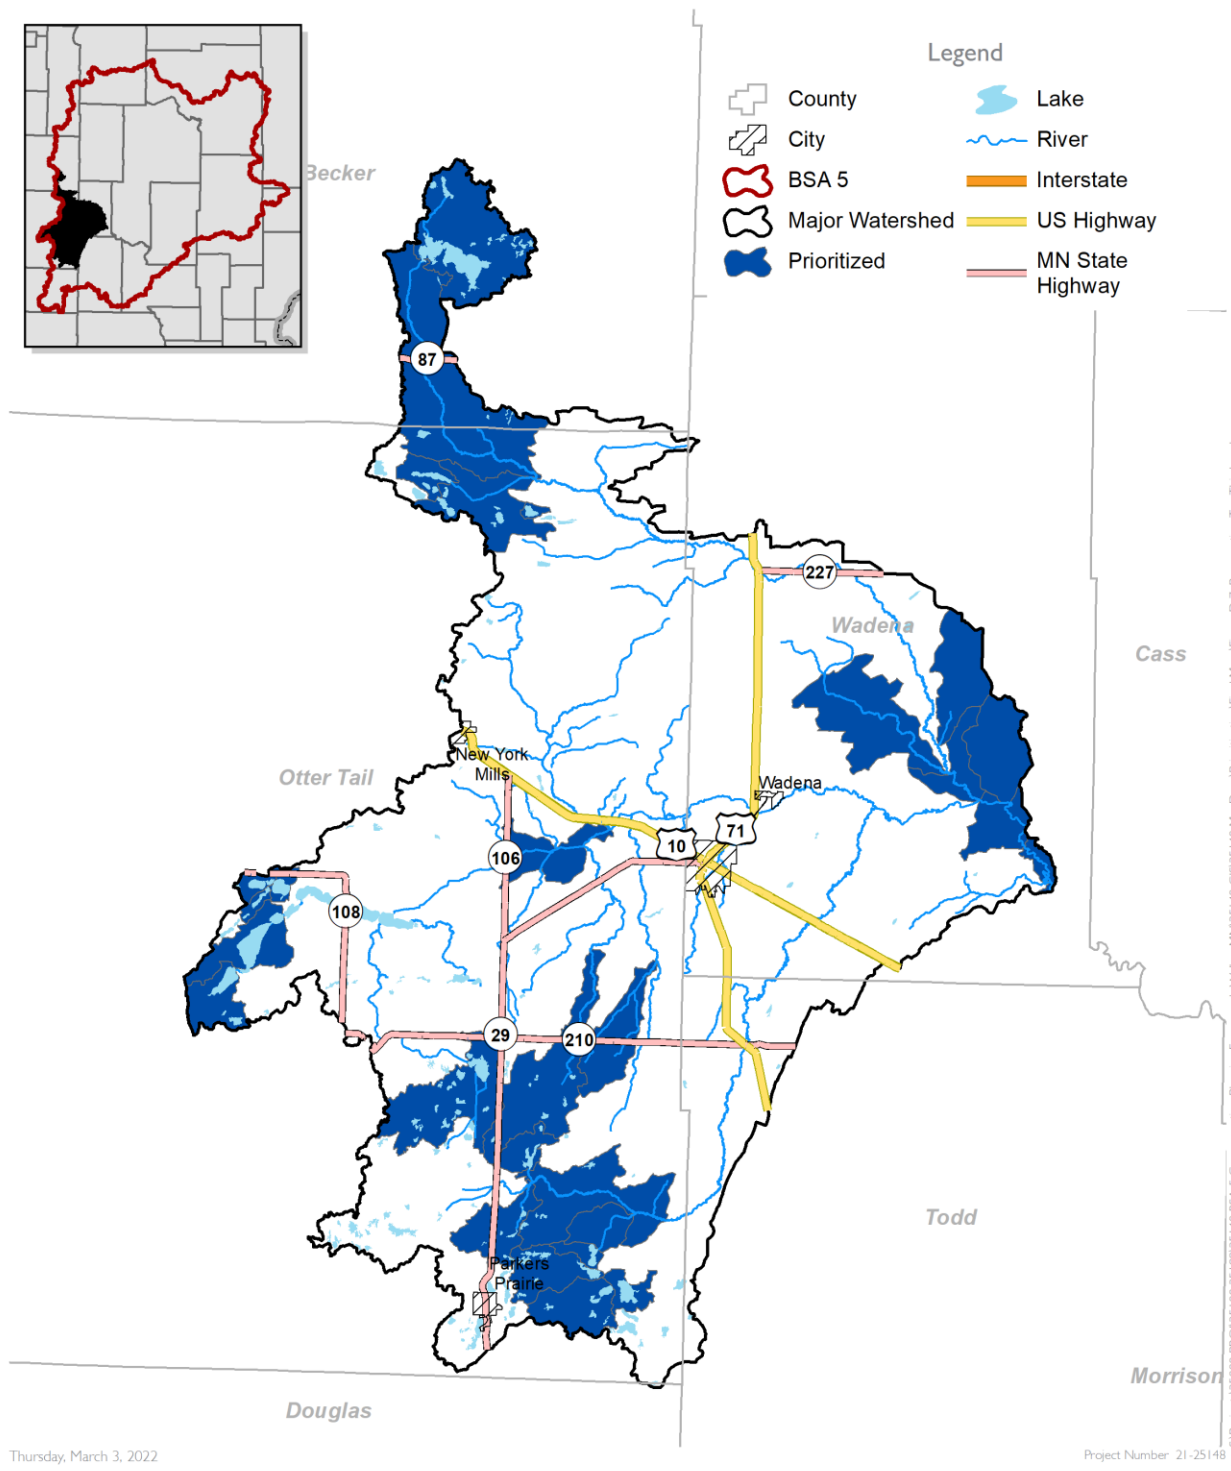 Legend
County
Lake
City
River
BSA 5
Interstate
Major Watershed
US Highway
Prioritized
MN State
Highway
Becker
87
227
Wadena
Cass
New York
Mills
Otter Tail
Wadena
71
10
106
108
29
210
Todd
Parkers
Prairie
Morrison
Douglas
Thursday, March 3, 2022
Project Number 21-25148